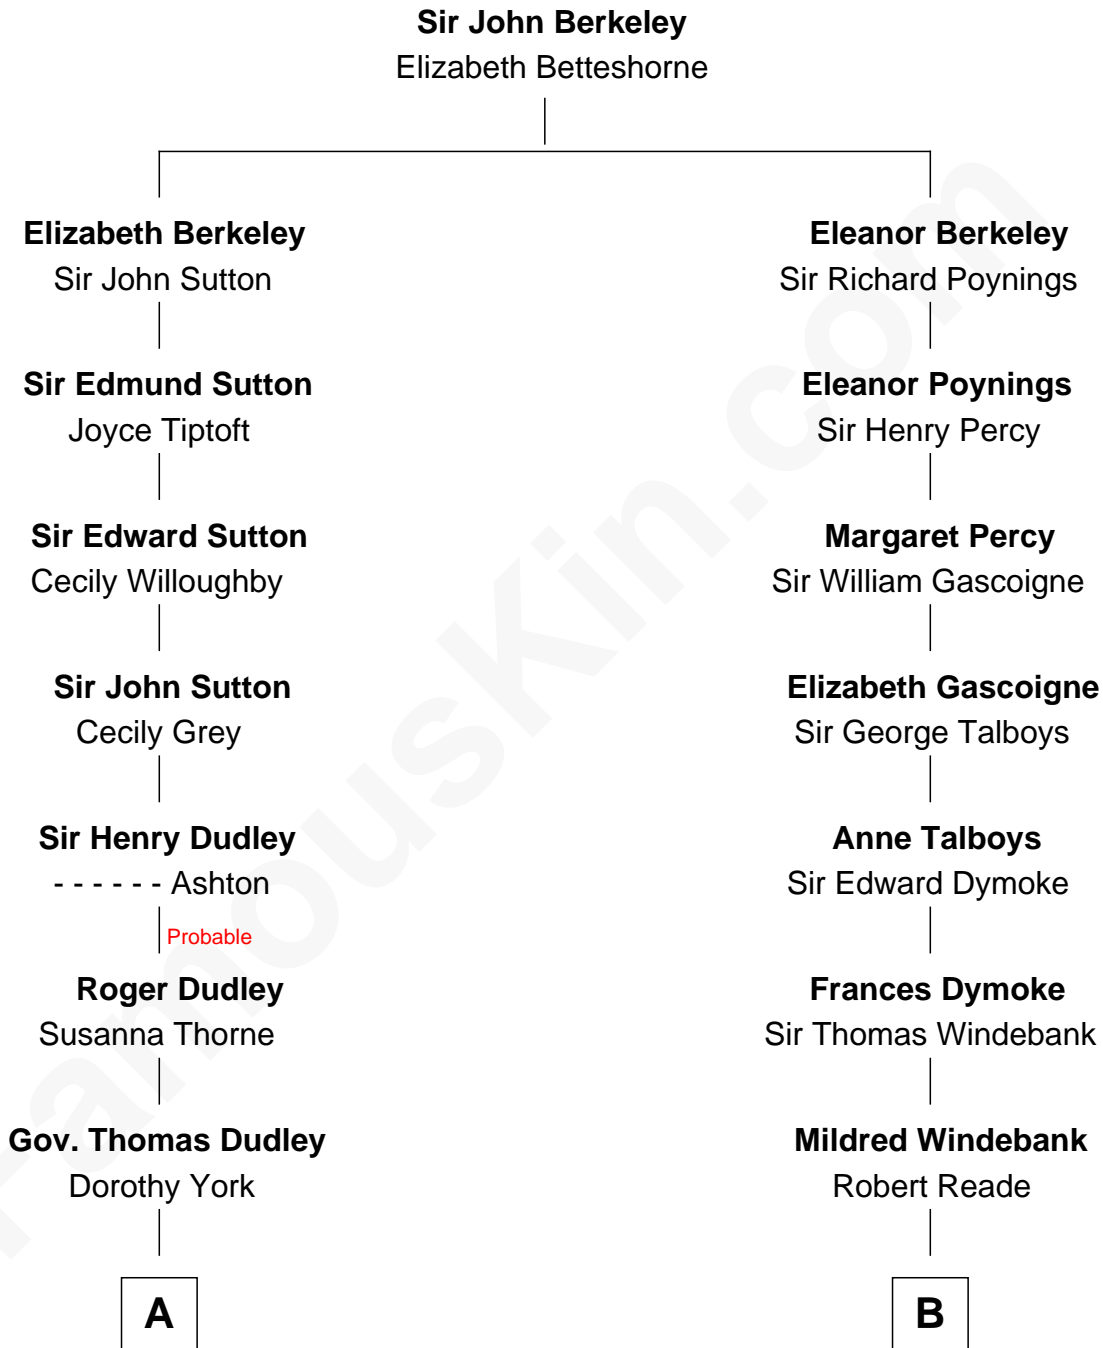 Sir John Berkeley
Elizabeth Betteshorne
Elizabeth Berkeley
Sir John Sutton
Sir Edmund Sutton
Joyce Tiptoft
Sir Edward Sutton
Cecily Willoughby
Sir John Sutton
Cecily Grey
Sir Henry Dudley
- - - - - - Ashton
Probable
Roger Dudley
Susanna Thorne
Gov. Thomas Dudley
Dorothy York
A
Eleanor Berkeley
Sir Richard Poynings
Eleanor Poynings
Sir Henry Percy
Margaret Percy
Sir William Gascoigne
Elizabeth Gascoigne
Sir George Talboys
Anne Talboys
Sir Edward Dymoke
Frances Dymoke
Sir Thomas Windebank
Mildred Windebank
Robert Reade
B
FamousKin.com